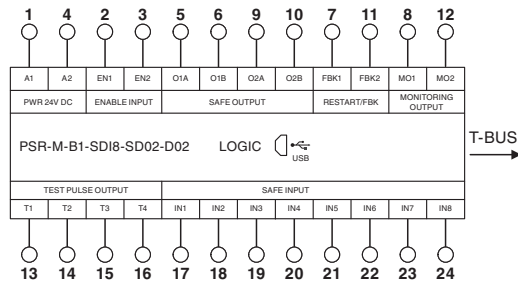 1 4 2 3 5 6 9 10 7 11 8 12
A1 A2 EN1 EN2 O1A O1B O2A O2B FBK1 FBK2 MO1 MO2
PWR 24V DC ENABLE INPUT SAFE OUTPUT RESTART/FBK MONITORING
OUTPUT
T-BUS
PSR-M-B1-SDI8-SD02-D02 LOGIC
USB
TEST PULSE OUTPUT SAFE INPUT
T1 T2 T3 T4 IN1 IN2 IN3 IN4 IN5 IN6 IN7 IN8
13 14 15 16 17 18 19 20 21 22 23 24